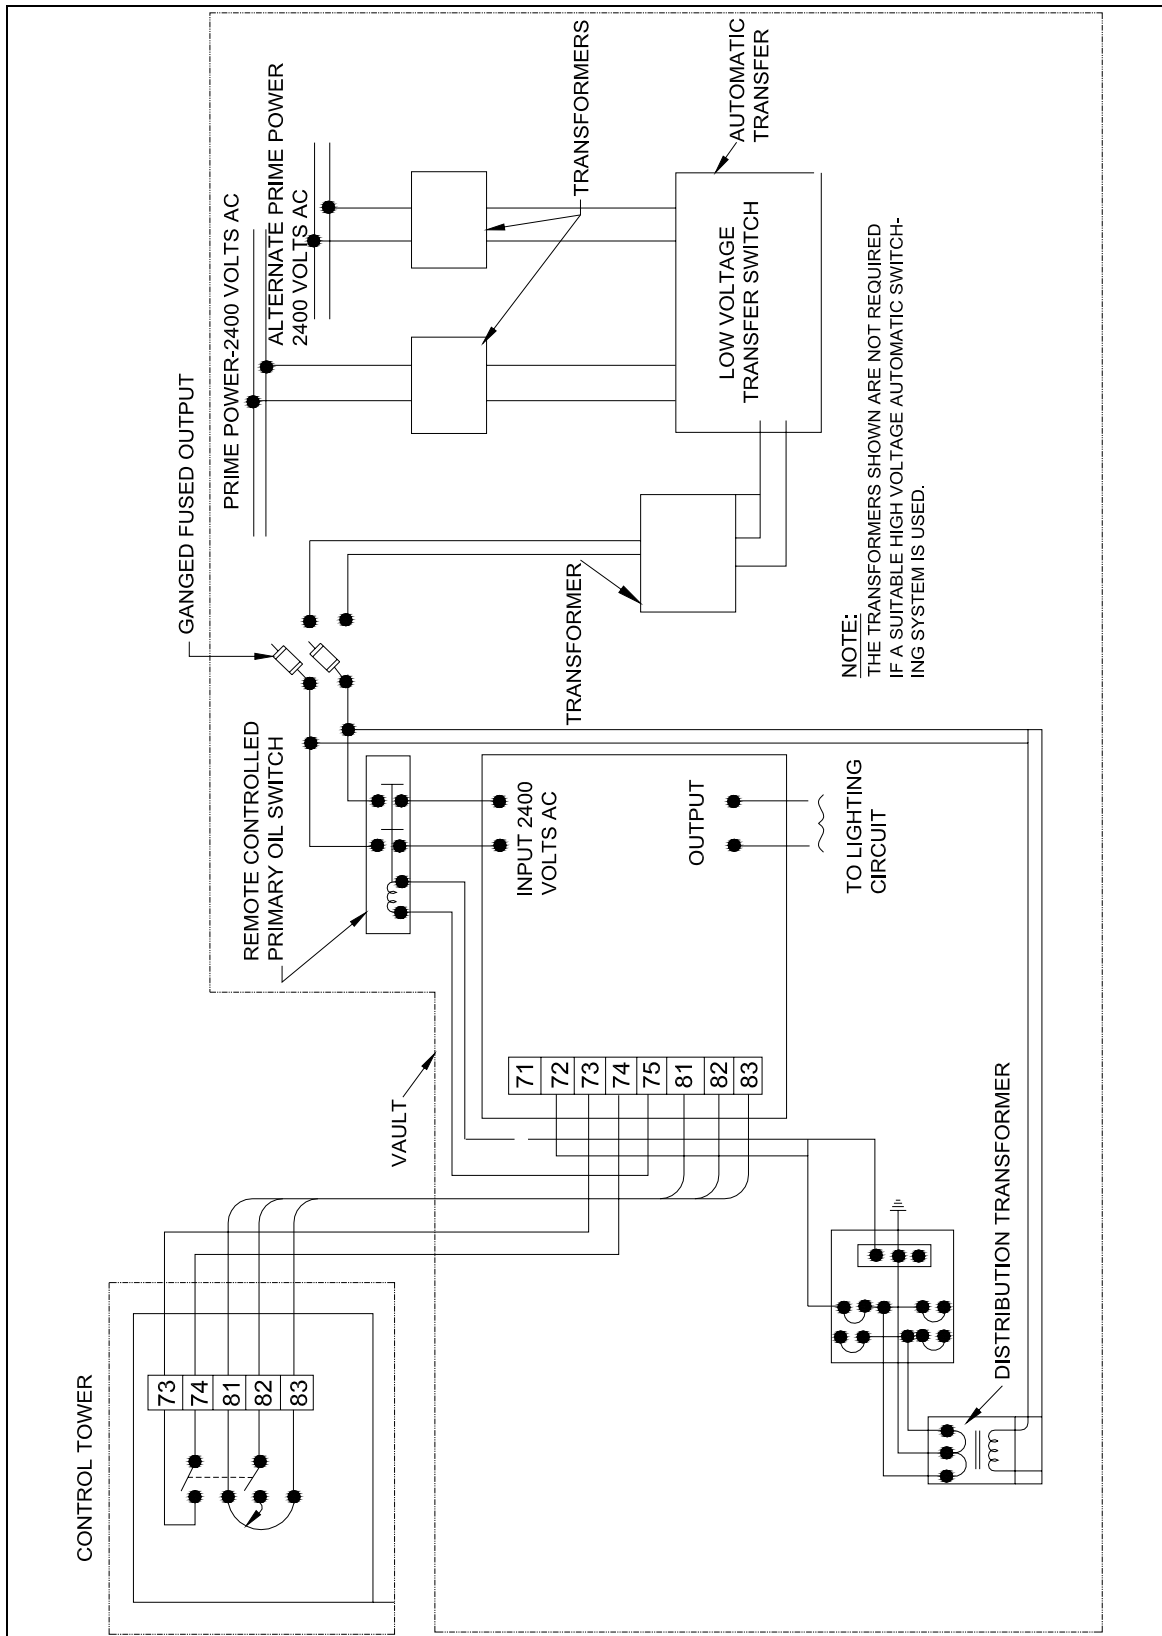 CONTROL TOWER
73
74
81
82
83
VAULT
REMOTE CONTROLLED
PRIMARY OIL SWITCH
GANGED FUSED OUTPUT
PRIME POWER-2400 VOLTS AC
ALTERNATE PRIME POWER
2400 VOLTS AC
TRANSFORMERS
AUTOMATIC
TRANSFER
LOW VOLTAGE
TRANSFER SWITCH
TRANSFORMER
INPUT 2400
VOLTS AC
OUTPUT
TO LIGHTING
CIRCUIT
71
72
73
74
75
81
82
83
DISTRIBUTION TRANSFORMER
NOTE:
THE TRANSFORMERS SHOWN ARE NOT REQUIRED
IF A SUITABLE HIGH VOLTAGE AUTOMATIC SWITCH-
ING SYSTEM IS USED.